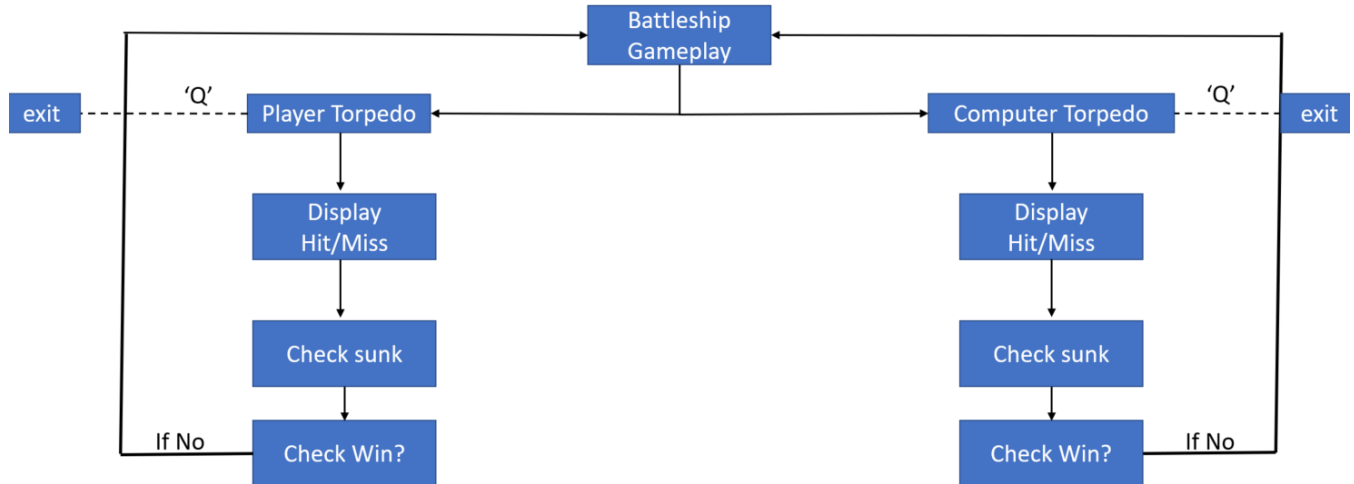 Battleship
Gameplay
exit
‘Q’
Player Torpedo
Computer Torpedo
‘Q’
exit
Display
Hit/Miss
Display
Hit/Miss
Check sunk
Check sunk
If No
Check Win?
Check Win?
If No